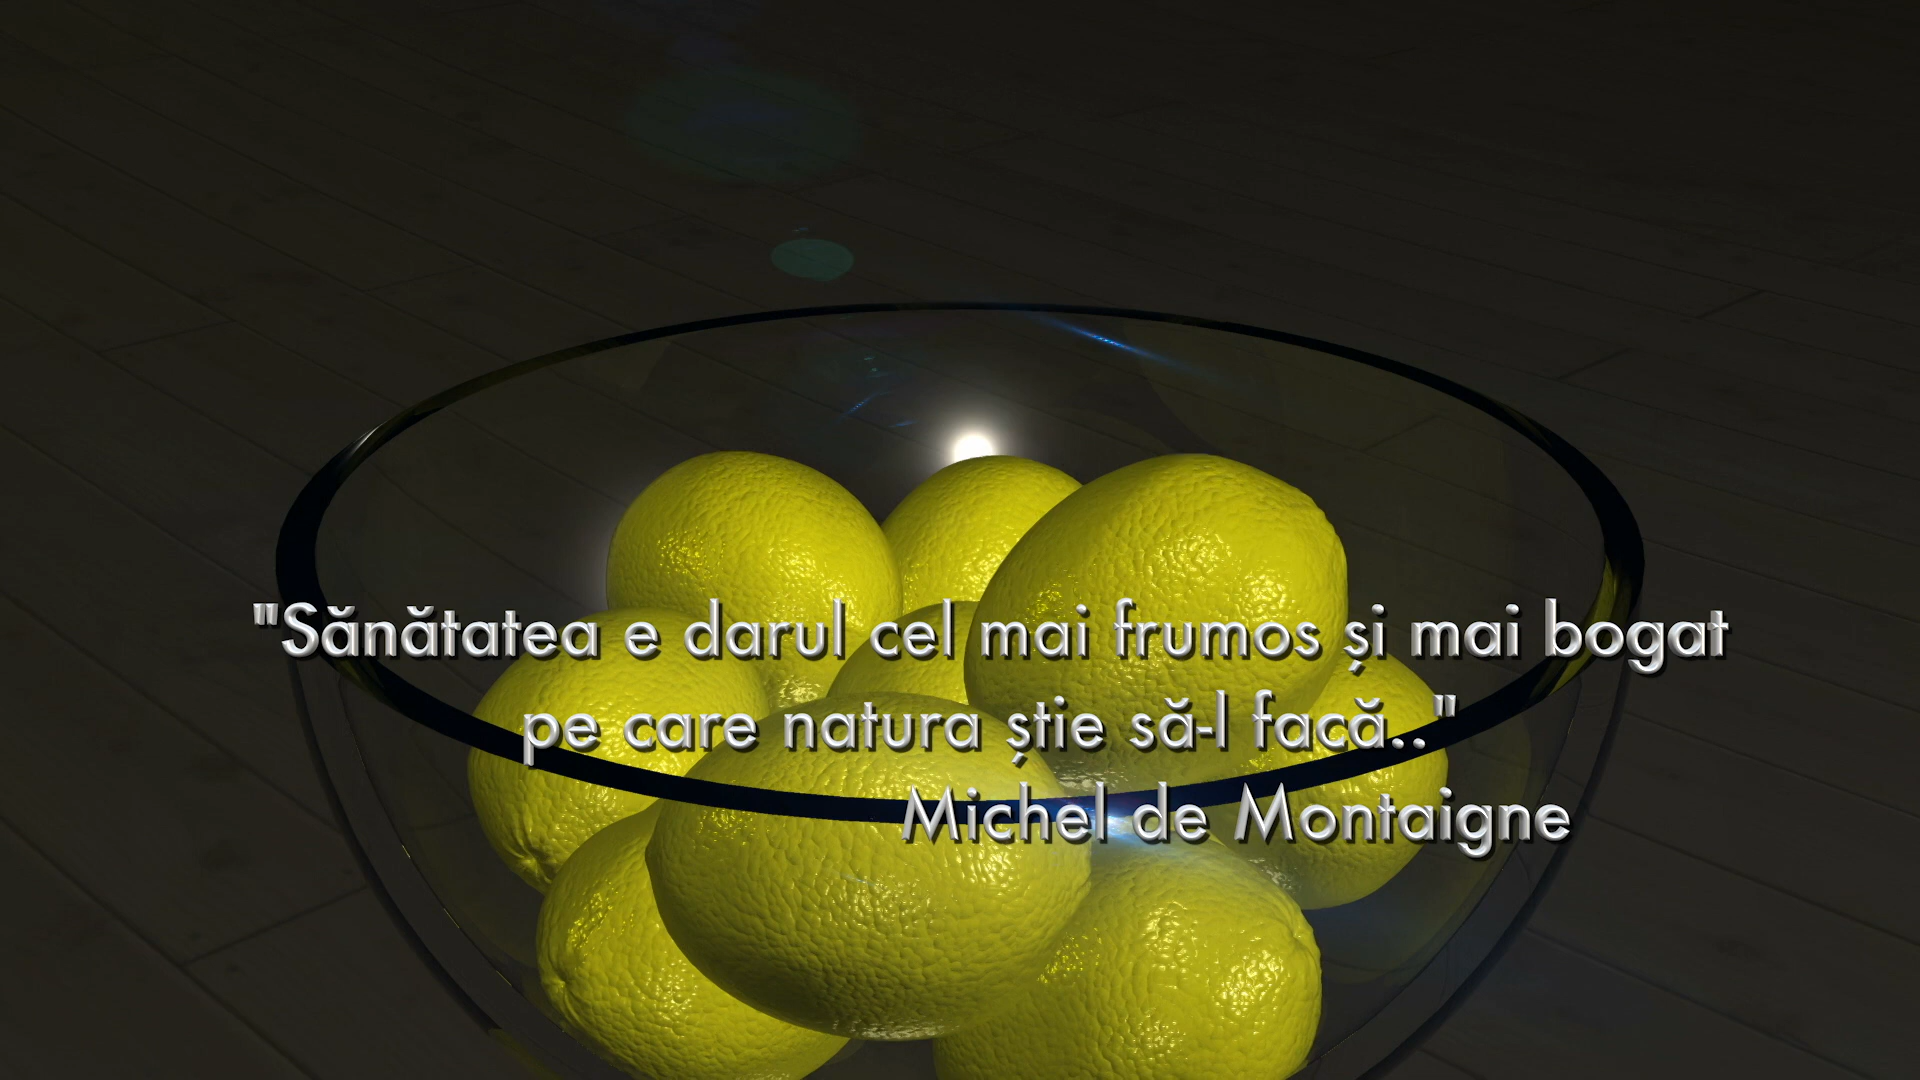 "Sănătatea e darul cel mai frumos și mai bogat
pe care natura știe să-l facă.."
Michel de Montaigne